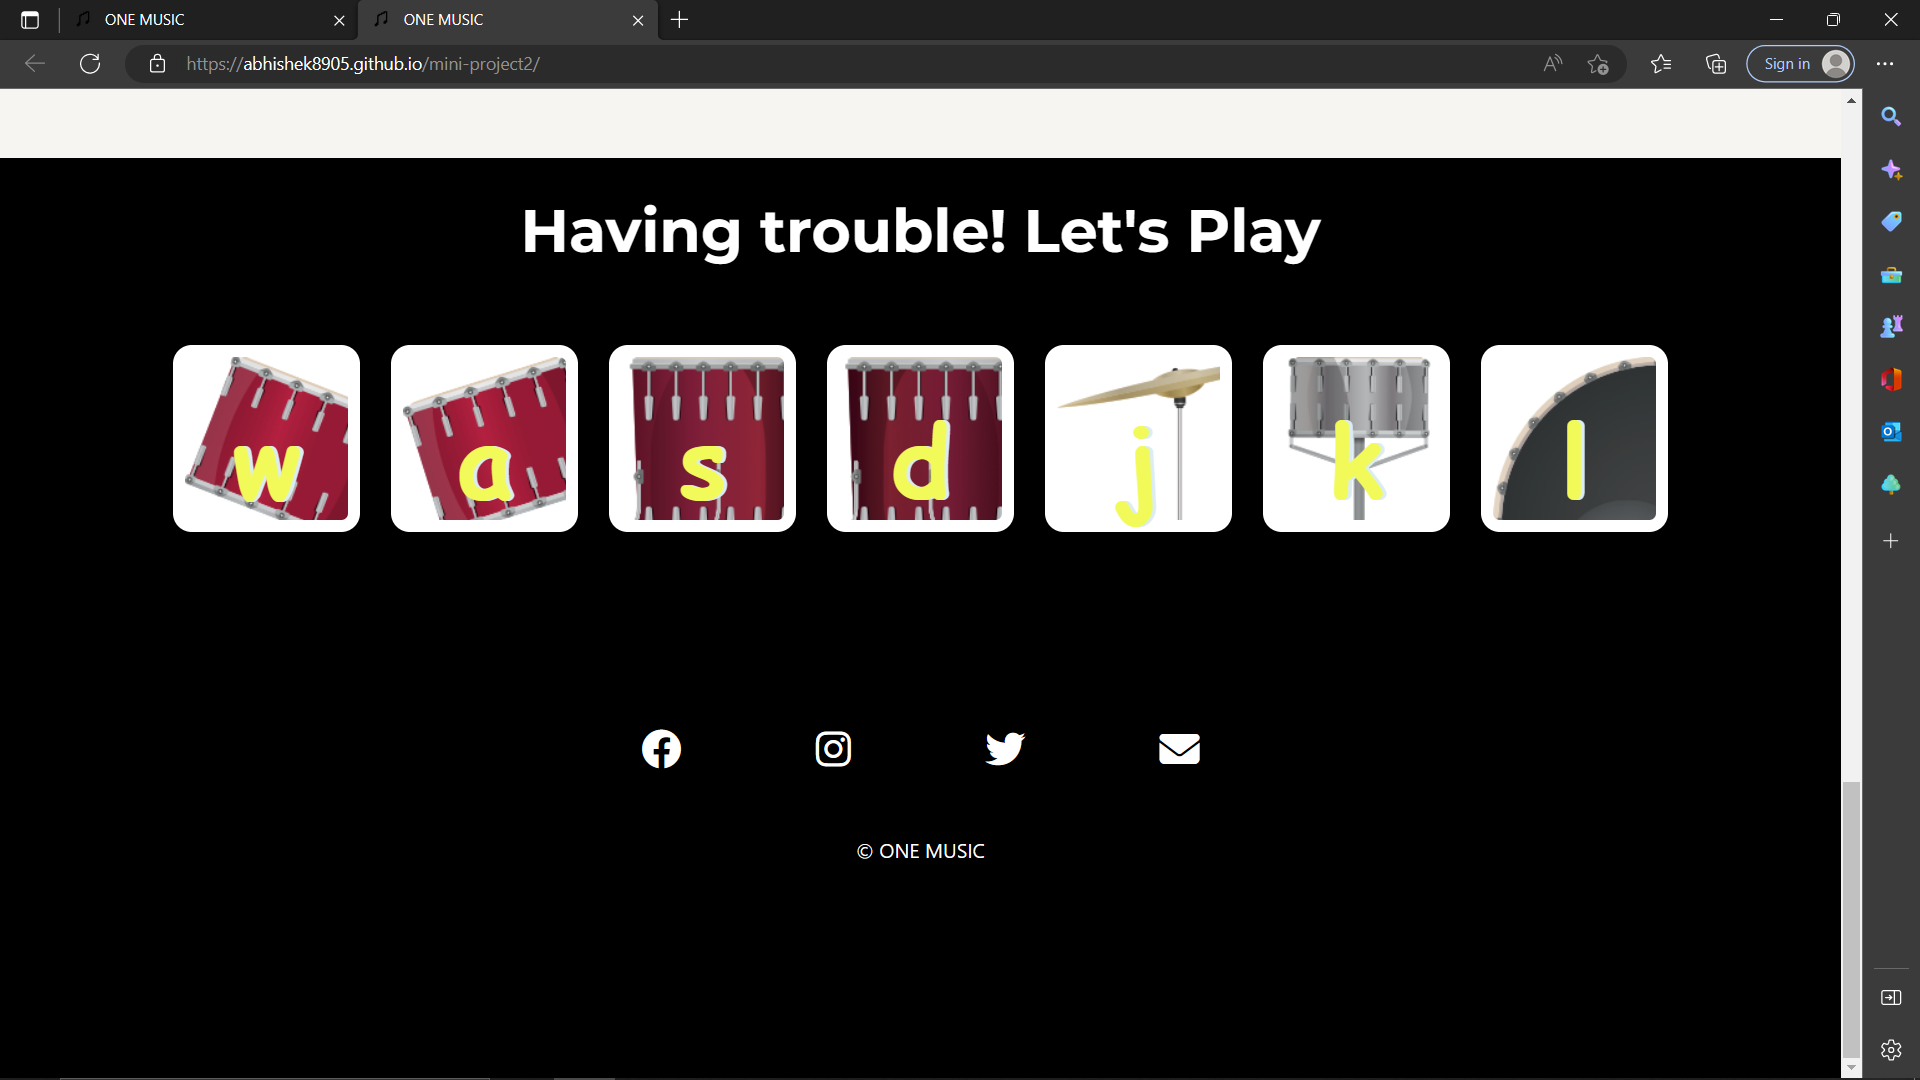 ONE MUSIC
ONE MUSIC
https://abhishek8905.github.io/mini-project2/
Sign in
Having trouble! Let's Play
w a s d j k l
© ONE MUSIC